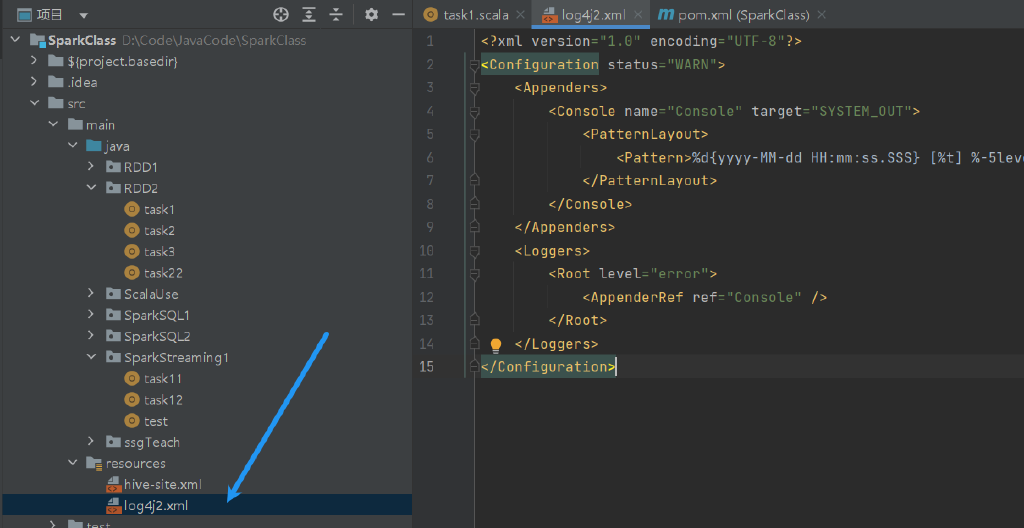 项目
SparkClass D:\Code\JavaCode\SparkClass
${project.basedir}
.idea
src
main
java
RDD1
RDD2
task1
task2
task3
task22
ScalaUse
SparkSQL1
SparkSQL2
SparkStreaming1
task11
task12
test
ssgTeach
resources
hive-site.xml
log4j2.xml
test
task1.scala log4j2.xml pom.xml (SparkClass)
1 <?xml version="1.0" encoding="UTF-8"?>
2 <Configuration status="WARN">
3 <Appenders>
4 <Console name="Console" target="SYSTEM_OUT">
5 <PatternLayout>
6 <Pattern>%d{yyyy-MM-dd HH:mm:ss.SSS} [%t] %-5leve
7 </PatternLayout>
8 </Console>
9 </Appenders>
10 <Loggers>
11 <Root level="error">
12 <AppenderRef ref="Console" />
13 </Root>
14 </Loggers>
15 </Configuration>